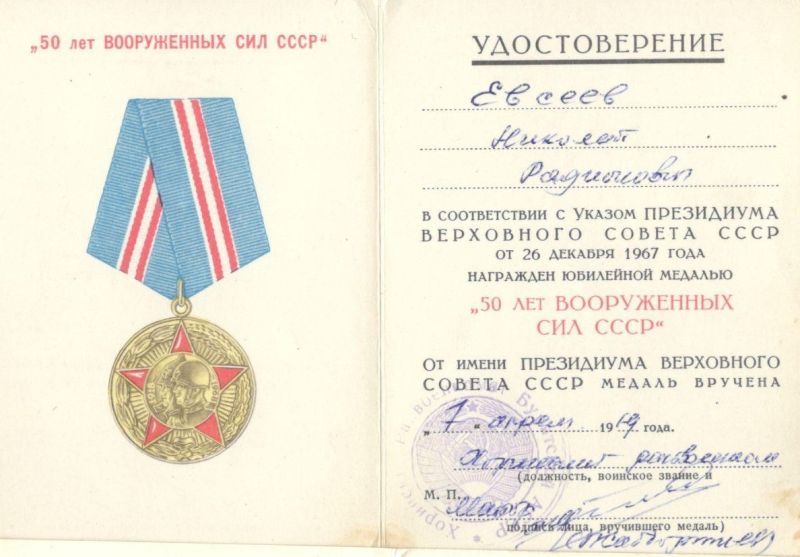 „50 лет ВООРУЖЕННЫХ СИЛ СССР“
УДОСТОВЕРЕНИЕ
Евсеев
Николай
Радионович
В СООТВЕТСТВИИ С УКАЗОМ ПРЕЗИДИУМА
ВЕРХОВНОГО СОВЕТА СССР
ОТ 26 ДЕКАБРЯ 1967 ГОДА
НАГРАЖДЕН ЮБИЛЕЙНОЙ МЕДАЛЬЮ
„50 ЛЕТ ВООРУЖЕННЫХ
СИЛ СССР“
ОТ ИМЕНИ ПРЕЗИДИУМА ВЕРХОВНОГО
СОВЕТА СССР МЕДАЛЬ ВРУЧЕНА
„7“ апреля 1969 года.
(должность, воинское звание и
М. П.
подпись лица, вручившего медаль)